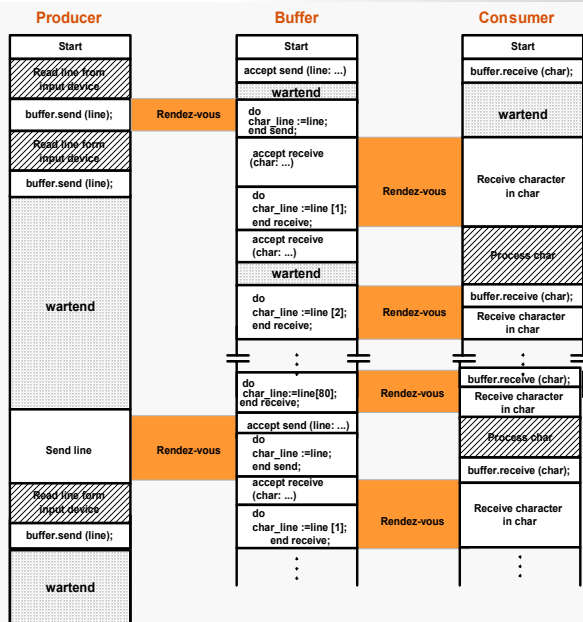 Producer
Start
Read line from
input device
buffer.send (line);
Read line form
input device
buffer.send (line);
wartend
Send line
Read line form
input device
buffer.send (line);
wartend
Rendez-vous
Rendez-vous
Buffer
Start
accept send (line: ...)
wartend
do
char_line :=line;
end send;
accept receive
(char: ...)
do
char_line :=line [1];
end receive;
accept receive
(char: ...)
wartend
do
char_line :=line [2];
end receive;
do
char_line:=line[80];
end receive;
accept send (line: ...)
do
char_line :=line;
end send;
accept receive
(char: ...)
do
char_line :=line [1];
end receive;
Rendez-vous
Rendez-vous
Rendez-vous
Rendez-vous
Consumer
Start
buffer.receive (char);
wartend
Receive character
in char
Process char
buffer.receive (char);
Receive character
in char
buffer.receive (char);
Receive character
in char
Process char
buffer.receive (char);
Receive character
in char